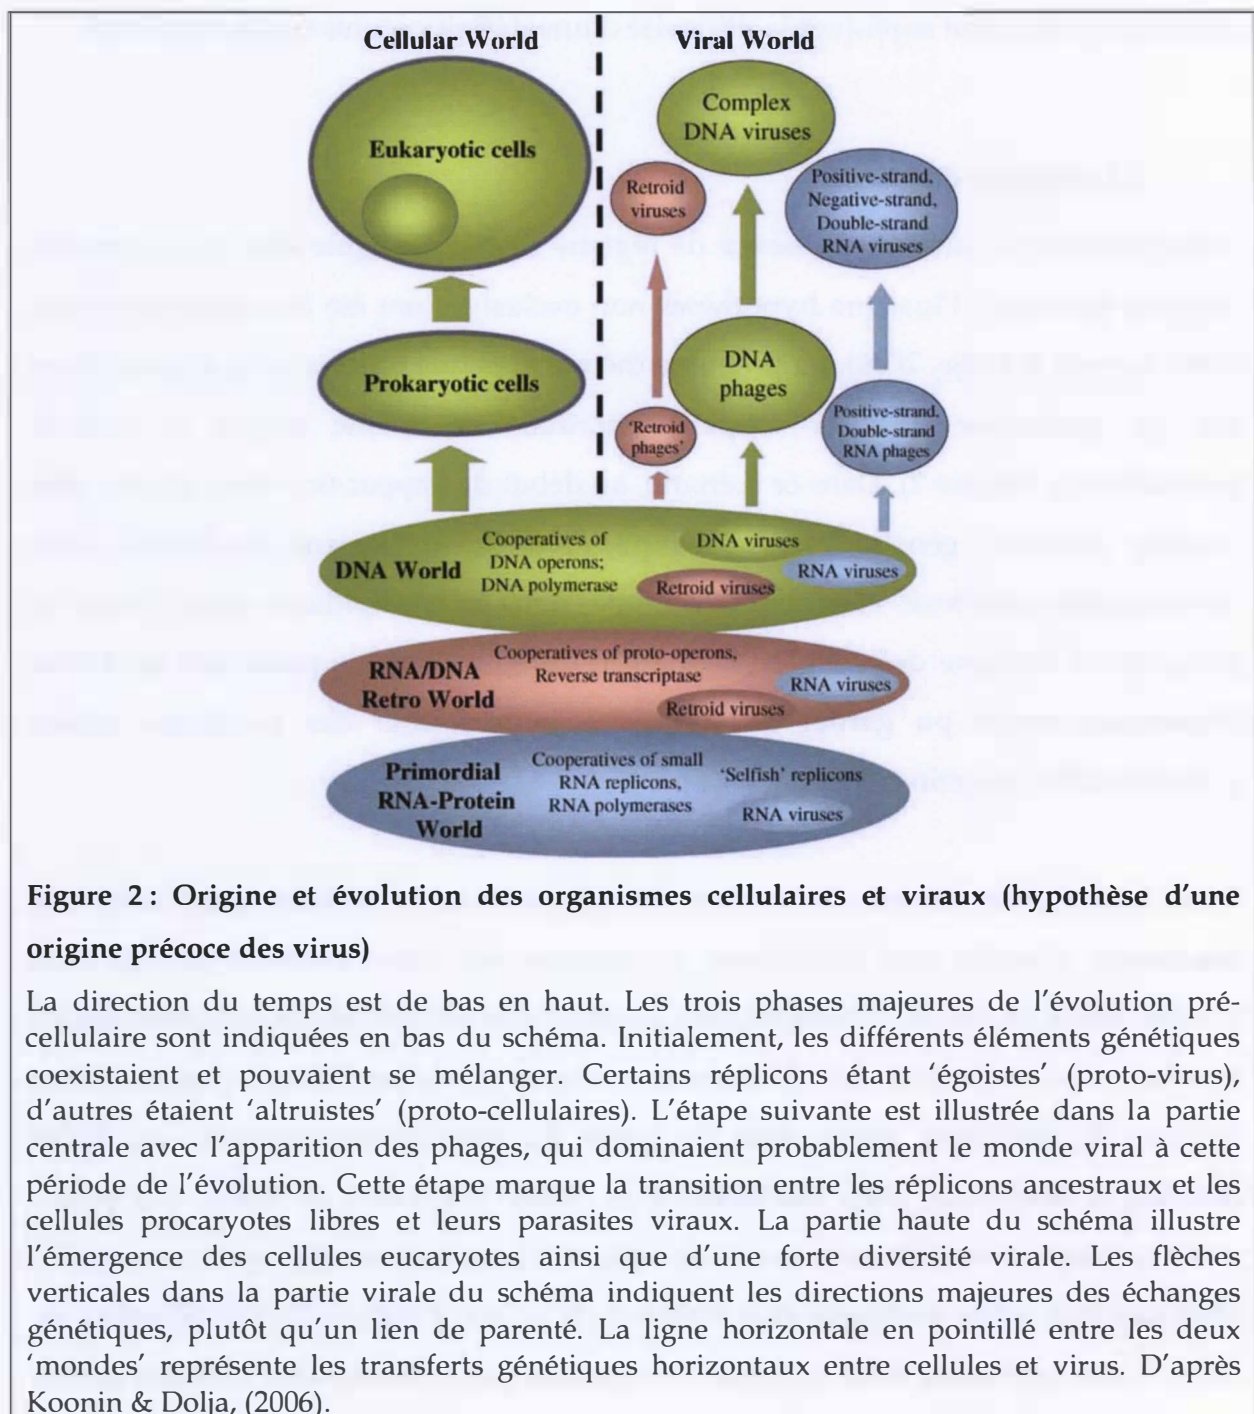 Cellular World
Viral World
Eukaryotic cells
Complex
DNA viruses
Retroid
viruses
Positive-strand,
Negative-strand,
Double-strand
RNA viruses
Prokaryotic cells
DNA
phages
'Retroid
phages'
Positive-strand,
Double-strand
RNA phages
DNA World
Cooperatives of
DNA operons;
DNA polymerase
DNA viruses
Retroid viruses
RNA viruses
RNA/DNA
Retro World
Cooperatives of proto-operons,
Reverse transcriptase
RNA viruses
Retroid viruses
Primordial
RNA-Protein
World
Cooperatives of small
RNA replicons,
RNA polymerases
'Selfish' replicons
RNA viruses
Figure 2 : Origine et évolution des organismes cellulaires et viraux (hypothèse d'une
origine précoce des virus)
La direction du temps est de bas en haut. Les trois phases majeures de l'évolution pré-
cellulaire sont indiquées en bas du schéma. Initialement, les différents éléments génétiques
coexistaient et pouvaient se mélanger. Certains réplicons étant 'égoistes' (proto-virus),
d'autres étaient 'altruistes' (proto-cellulaires). L'étape suivante est illustrée dans la partie
centrale avec l'apparition des phages, qui dominaient probablement le monde viral à cette
période de l'évolution. Cette étape marque la transition entre les réplicons ancestraux et les
cellules procaryotes libres et leurs parasites viraux. La partie haute du schéma illustre
l'émergence des cellules eucaryotes ainsi que d'une forte diversité virale. Les flèches
verticales dans la partie virale du schéma indiquent les directions majeures des échanges
génétiques, plutôt qu'un lien de parenté. La ligne horizontale en pointillé entre les deux
'mondes' représente les transferts génétiques horizontaux entre cellules et virus. D'après
Koonin & Dolja, (2006).